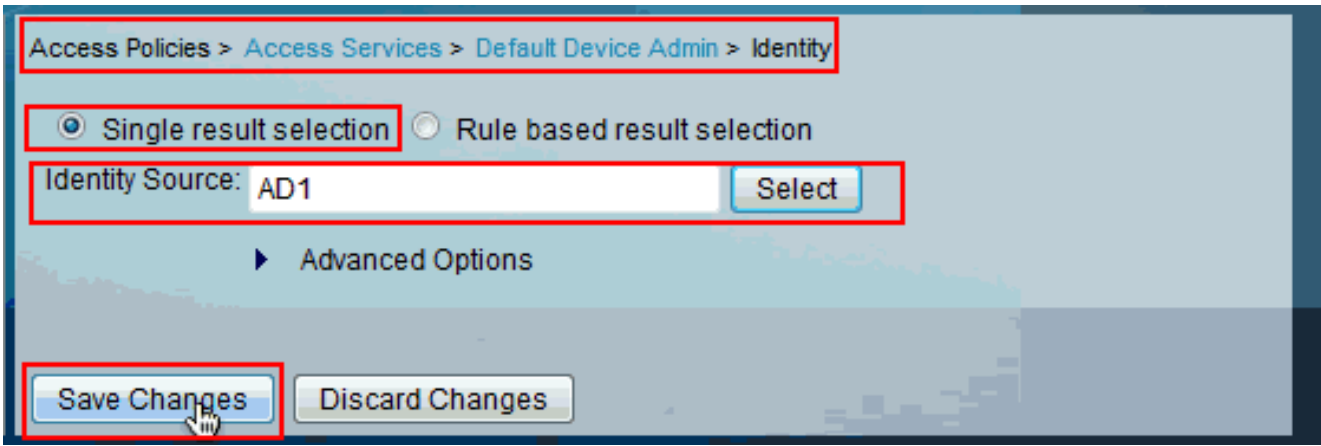 Access Policies > Access Services > Default Device Admin > Identity
Single result selection Rule based result selection
Identity Source: AD1 Select
Advanced Options
Save Changes Discard Changes